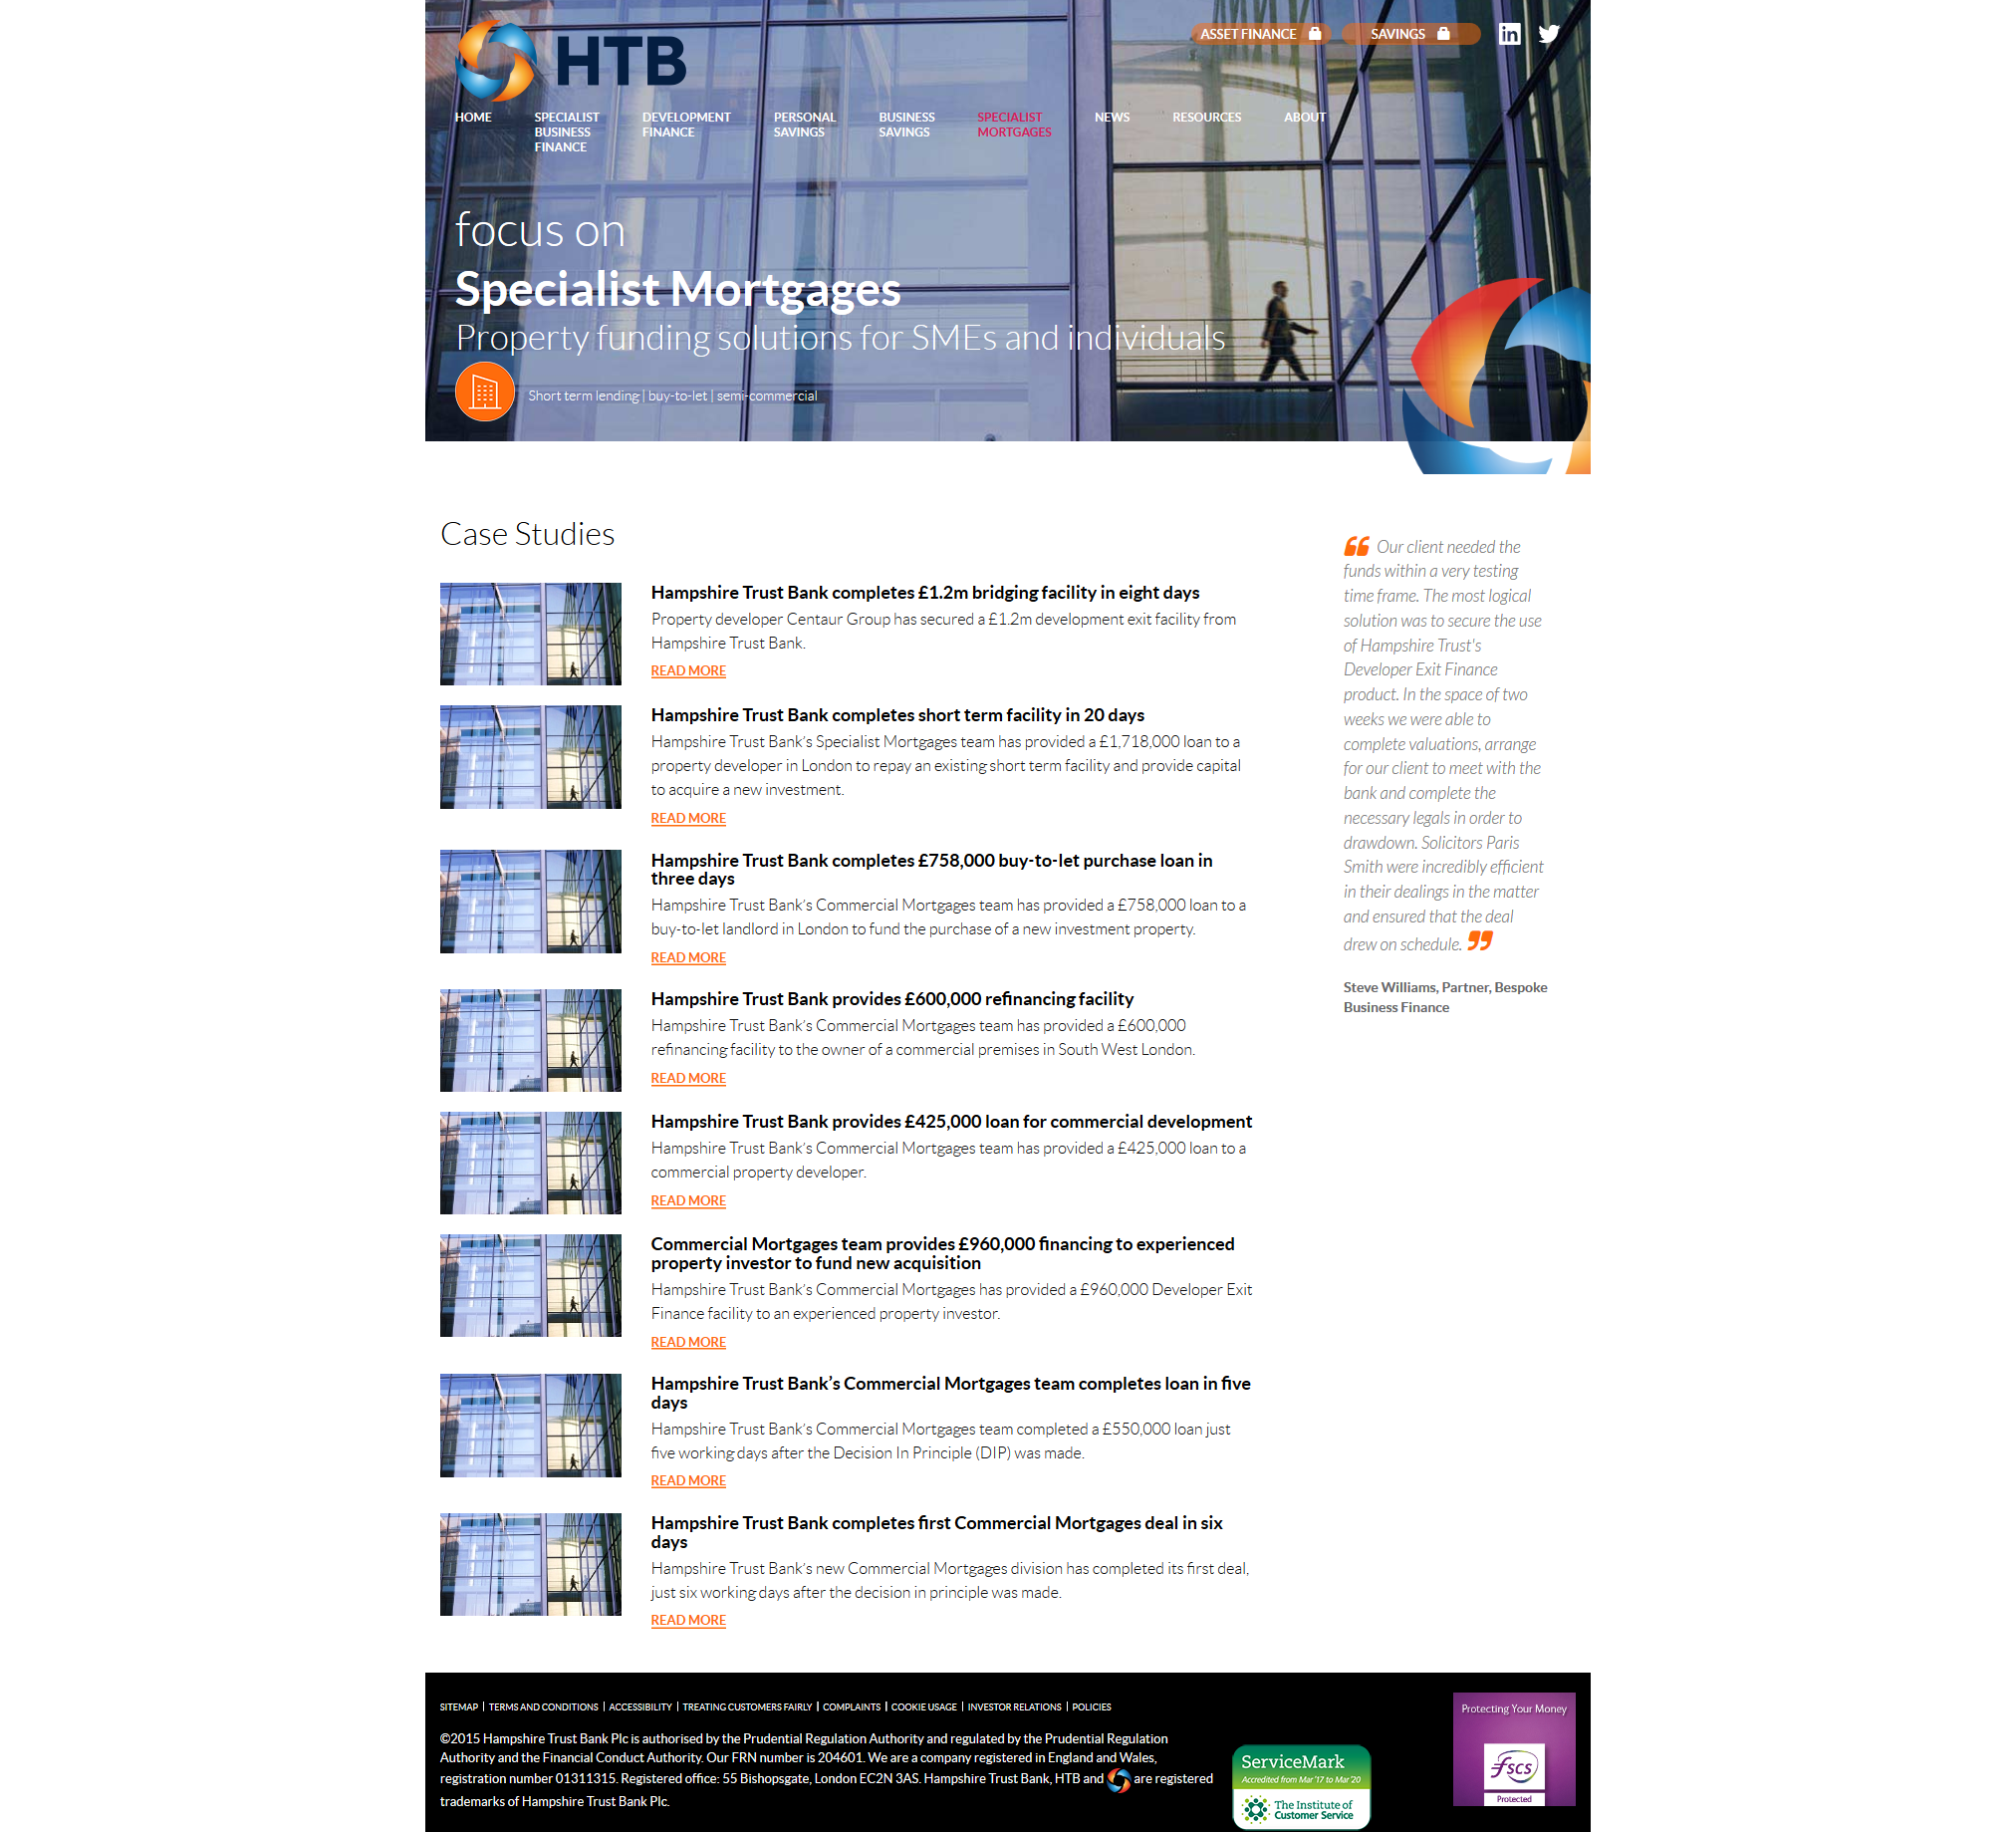 HTB
ASSET FINANCE
SAVINGS
in
HOME
SPECIALIST
BUSINESS
FINANCE
DEVELOPMENT
FINANCE
PERSONAL
SAVINGS
BUSINESS
SAVINGS
SPECIALIST
MORTGAGES
NEWS
RESOURCES
ABOUT
focus on
Specialist Mortgages
Property funding solutions for SMEs and individuals
Short term lending | buy-to-let | semi-commercial
Case Studies
Hampshire Trust Bank completes £1.2m bridging facility in eight days
Property developer Centaur Group has secured a £1.2m development exit facility from
Hampshire Trust Bank.
READ MORE
Hampshire Trust Bank completes short term facility in 20 days
Hampshire Trust Bank's Specialist Mortgages team has provided a £1,718,000 loan to a
property developer in London to repay an existing short term facility and provide capital
to acquire a new investment.
READ MORE
Hampshire Trust Bank completes £758,000 buy-to-let purchase loan in
three days
Hampshire Trust Bank's Commercial Mortgages team has provided a £758,000 loan to a
buy-to-let landlord in London to fund the purchase of a new investment property.
READ MORE
Hampshire Trust Bank provides £600,000 refinancing facility
Hampshire Trust Bank's Commercial Mortgages team has provided a £600,000
refinancing facility to the owner of a commercial premises in South West London.
READ MORE
Hampshire Trust Bank provides £425,000 loan for commercial development
Hampshire Trust Bank's Commercial Mortgages team has provided a £425,000 loan to a
commercial property developer.
READ MORE
Commercial Mortgages team provides £960,000 financing to experienced
property investor to fund new acquisition
Hampshire Trust Bank's Commercial Mortgages has provided a £960,000 Developer Exit
Finance facility to an experienced property investor.
READ MORE
Hampshire Trust Bank's Commercial Mortgages team completes loan in five
days
Hampshire Trust Bank's Commercial Mortgages team completed a £550,000 loan just
five working days after the Decision In Principle (DIP) was made.
READ MORE
Hampshire Trust Bank completes first Commercial Mortgages deal in six
days
Hampshire Trust Bank's new Commercial Mortgages division has completed its first deal,
just six working days after the decision in principle was made.
READ MORE
❝ Our client needed the
funds within a very testing
time frame. The most logical
solution was to secure the use
of Hampshire Trust's
Developer Exit Finance
product. In the space of two
weeks we were able to
complete valuations, arrange
for our client to meet with the
bank and complete the
necessary legals in order to
drawdown. Solicitors Paris
Smith were incredibly efficient
in their dealings in the matter
and ensured that the deal
drew on schedule. ❞
Steve Williams, Partner, Bespoke
Business Finance
SITEMAP | TERMS AND CONDITIONS | ACCESSIBILITY | TREATING CUSTOMERS FAIRLY | COMPLAINTS | COOKIE USAGE | INVESTOR RELATIONS | POLICIES
©2015 Hampshire Trust Bank Plc is authorised by the Prudential Regulation Authority and regulated by the Prudential Regulation
Authority and the Financial Conduct Authority. Our FRN number is 204601. We are a company registered in England and Wales,
registration number 01311315. Registered office: 55 Bishopsgate, London EC2N 3AS. Hampshire Trust Bank, HTB and are registered
trademarks of Hampshire Trust Bank Plc.
ServiceMark
Accredited from Mar '17 to Mar '20
The Institute of
Customer Service
Protecting Your Money
FSCS
Protected